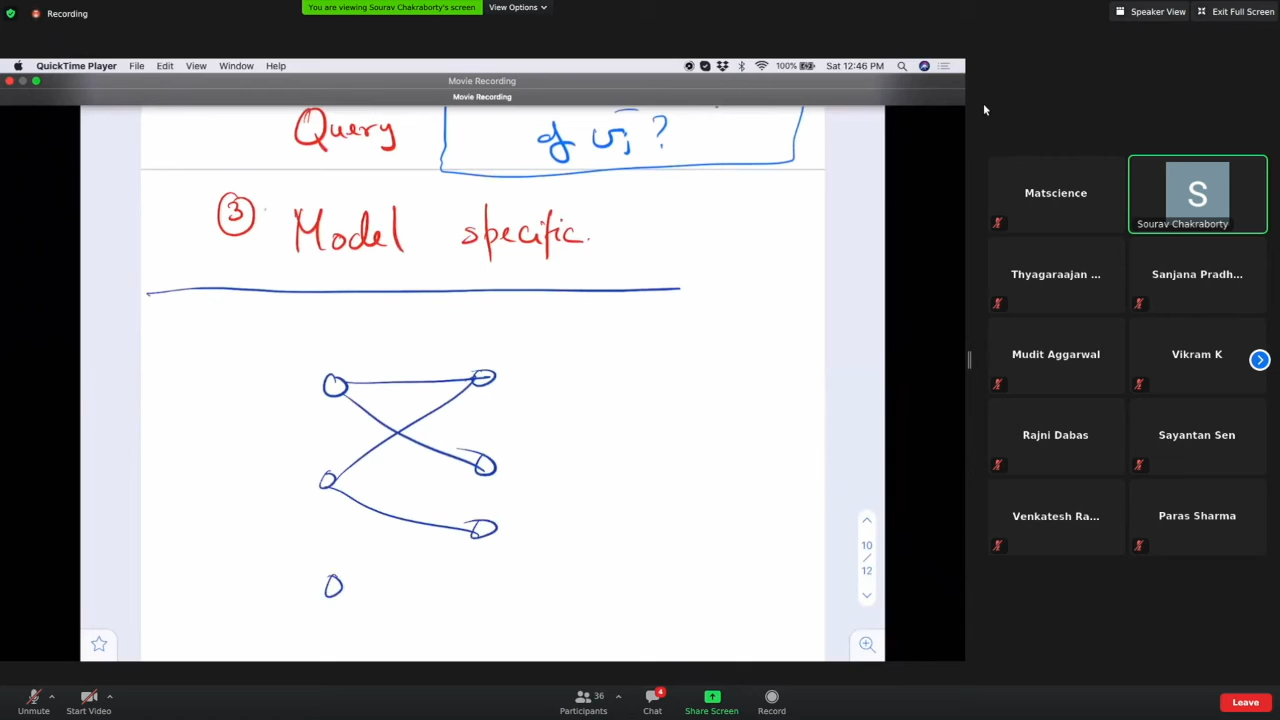 Recording
You are viewing Sourav Chakraborty's screen
View Options
Speaker View
Exit Full Screen
QuickTime Player File Edit View Window Help
100%
Sat 12:46 PM
Movie Recording
Movie Recording
Query
of vj ?
3 Model specific.
10
/
12
Matscience
S
Sourav Chakraborty
Thyagaraajan ...
Sanjana Pradh...
Mudit Aggarwal
Vikram K
Rajni Dabas
Sayantan Sen
Venkatesh Ra...
Paras Sharma
Unmute
Start Video
36
Participants
4
Chat
Share Screen
Record
Leave